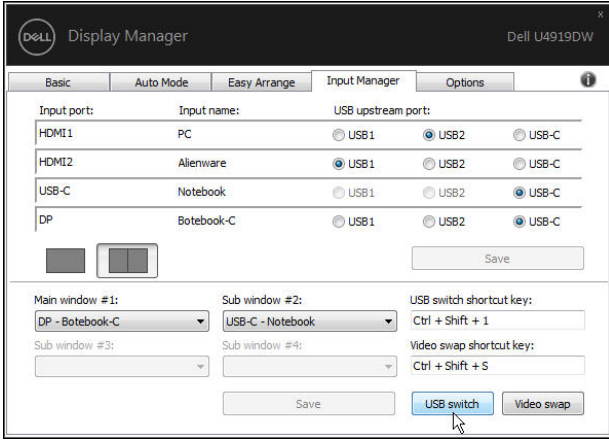 DELL Display Manager Dell U4919DW
x
Basic Auto Mode Easy Arrange Input Manager Options i
Input port: Input name: USB upstream port:
HDMI1 PC USB1 USB2 USB-C
HDMI2 Alienware USB1 USB2 USB-C
USB-C Notebook USB1 USB2 USB-C
DP Botebook-C USB1 USB2 USB-C
Save
Main window #1: Sub window #2: USB switch shortcut key:
DP - Botebook-C USB-C - Notebook Ctrl + Shift + 1
Sub window #3: Sub window #4: Video swap shortcut key:
Ctrl + Shift + S
Save USB switch Video swap